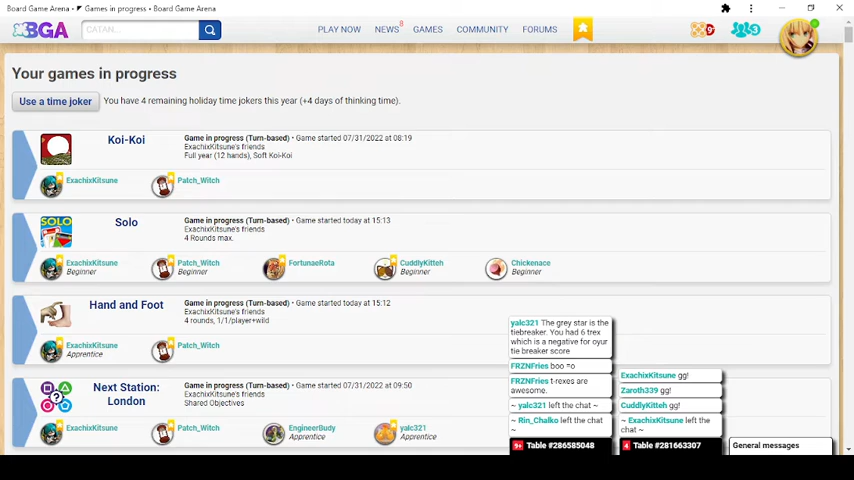 Board Game Arena • ◤ Games in progress • Board Game Arena
BGA
CATAN...
PLAY NOW
NEWS 8
GAMES
COMMUNITY
FORUMS
9+
3
Your games in progress
Use a time joker
You have 4 remaining holiday time jokers this year (+4 days of thinking time).
Koi-Koi
Game in progress (Turn-based) • Game started 07/31/2022 at 08:19
ExachixKitsune's friends
Full year (12 hands), Soft Koi-Koi
ExachixKitsune
Patch_Witch
SOLO
Solo
Game in progress (Turn-based) • Game started today at 15:13
ExachixKitsune's friends
4 Rounds max.
ExachixKitsune
Beginner
Patch_Witch
Beginner
FortunaeRota
CuddlyKitteh
Beginner
Chickenace
Beginner
Hand and Foot
Game in progress (Turn-based) • Game started today at 15:12
ExachixKitsune's friends
4 rounds, 1/1/player+wild
ExachixKitsune
Apprentice
Patch_Witch
?
Next Station:
London
Game in progress (Turn-based) • Game started 07/31/2022 at 09:50
ExachixKitsune's friends
Shared Objectives
ExachixKitsune
Patch_Witch
EngineerBudy
Apprentice
yalc321
Apprentice
yalc321 The grey star is the
tiebreaker. You had 6 trex
which is a negative for oyur
tie breaker score
FRZNFries boo =o
FRZNFries t-rexes are
awesome.
~ yalc321 left the chat ~
~ Rin_Chalko left the chat
~
9+ Table #286585048
ExachixKitsune gg!
Zaroth339 gg!
CuddlyKitteh gg!
~ ExachixKitsune left the
chat ~
4 Table #281663307
General messages